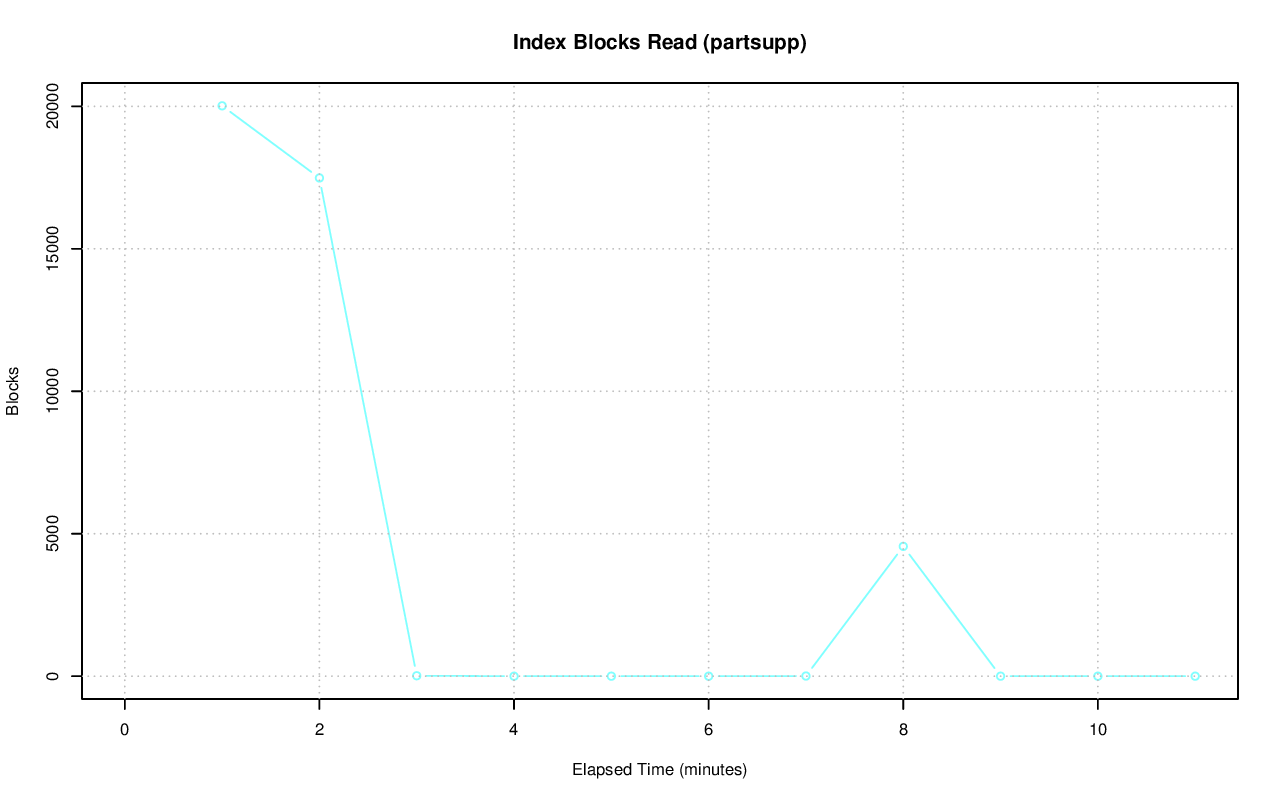 Index Blocks Read (partsupp)
Blocks
20000
15000
10000
5000
0
0 2 4 6 8 10
Elapsed Time (minutes)